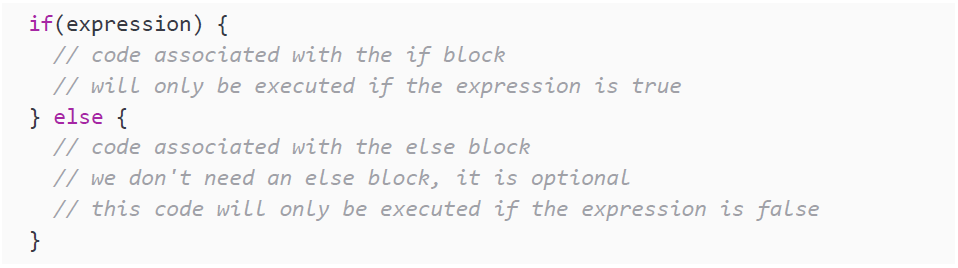 if(expression) {
  // code associated with the if block
  // will only be executed if the expression is true
} else {
  // code associated with the else block
  // we don't need an else block, it is optional
  // this code will only be executed if the expression is false
}